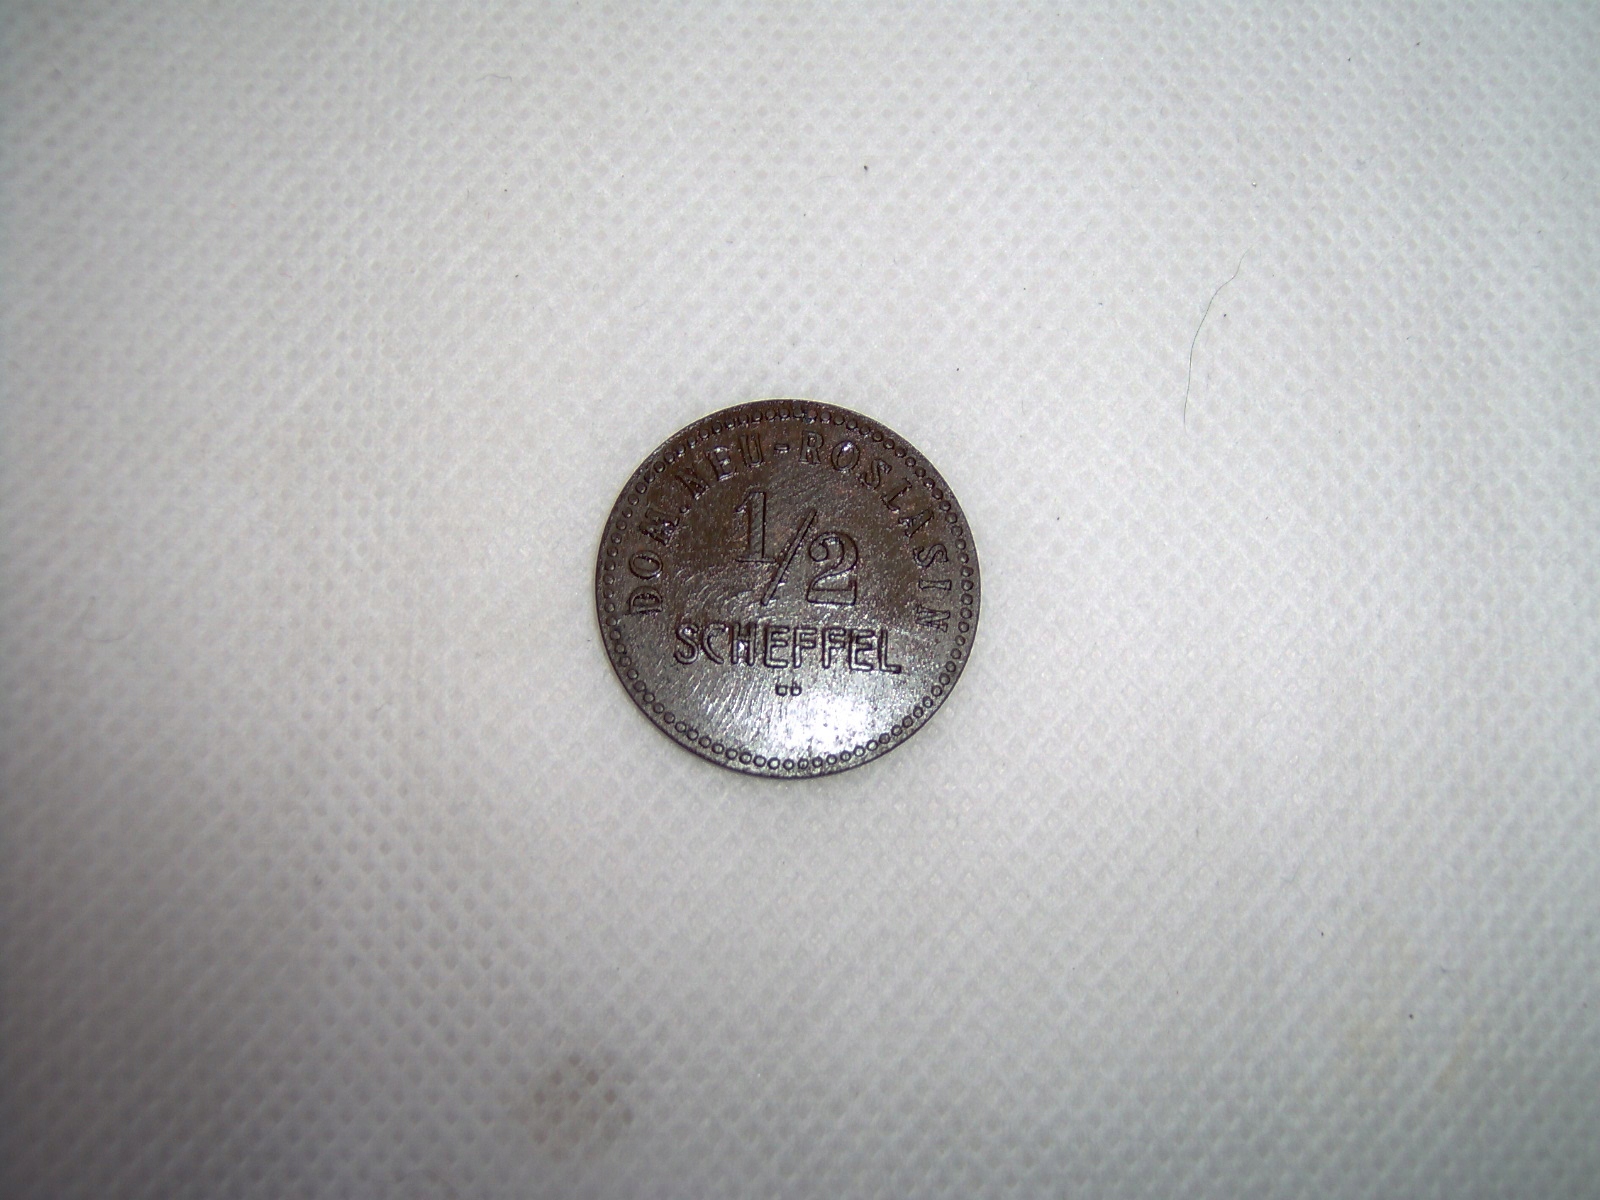 DOM. NEU-ROSLASIN
1/2
SCHEFFEL